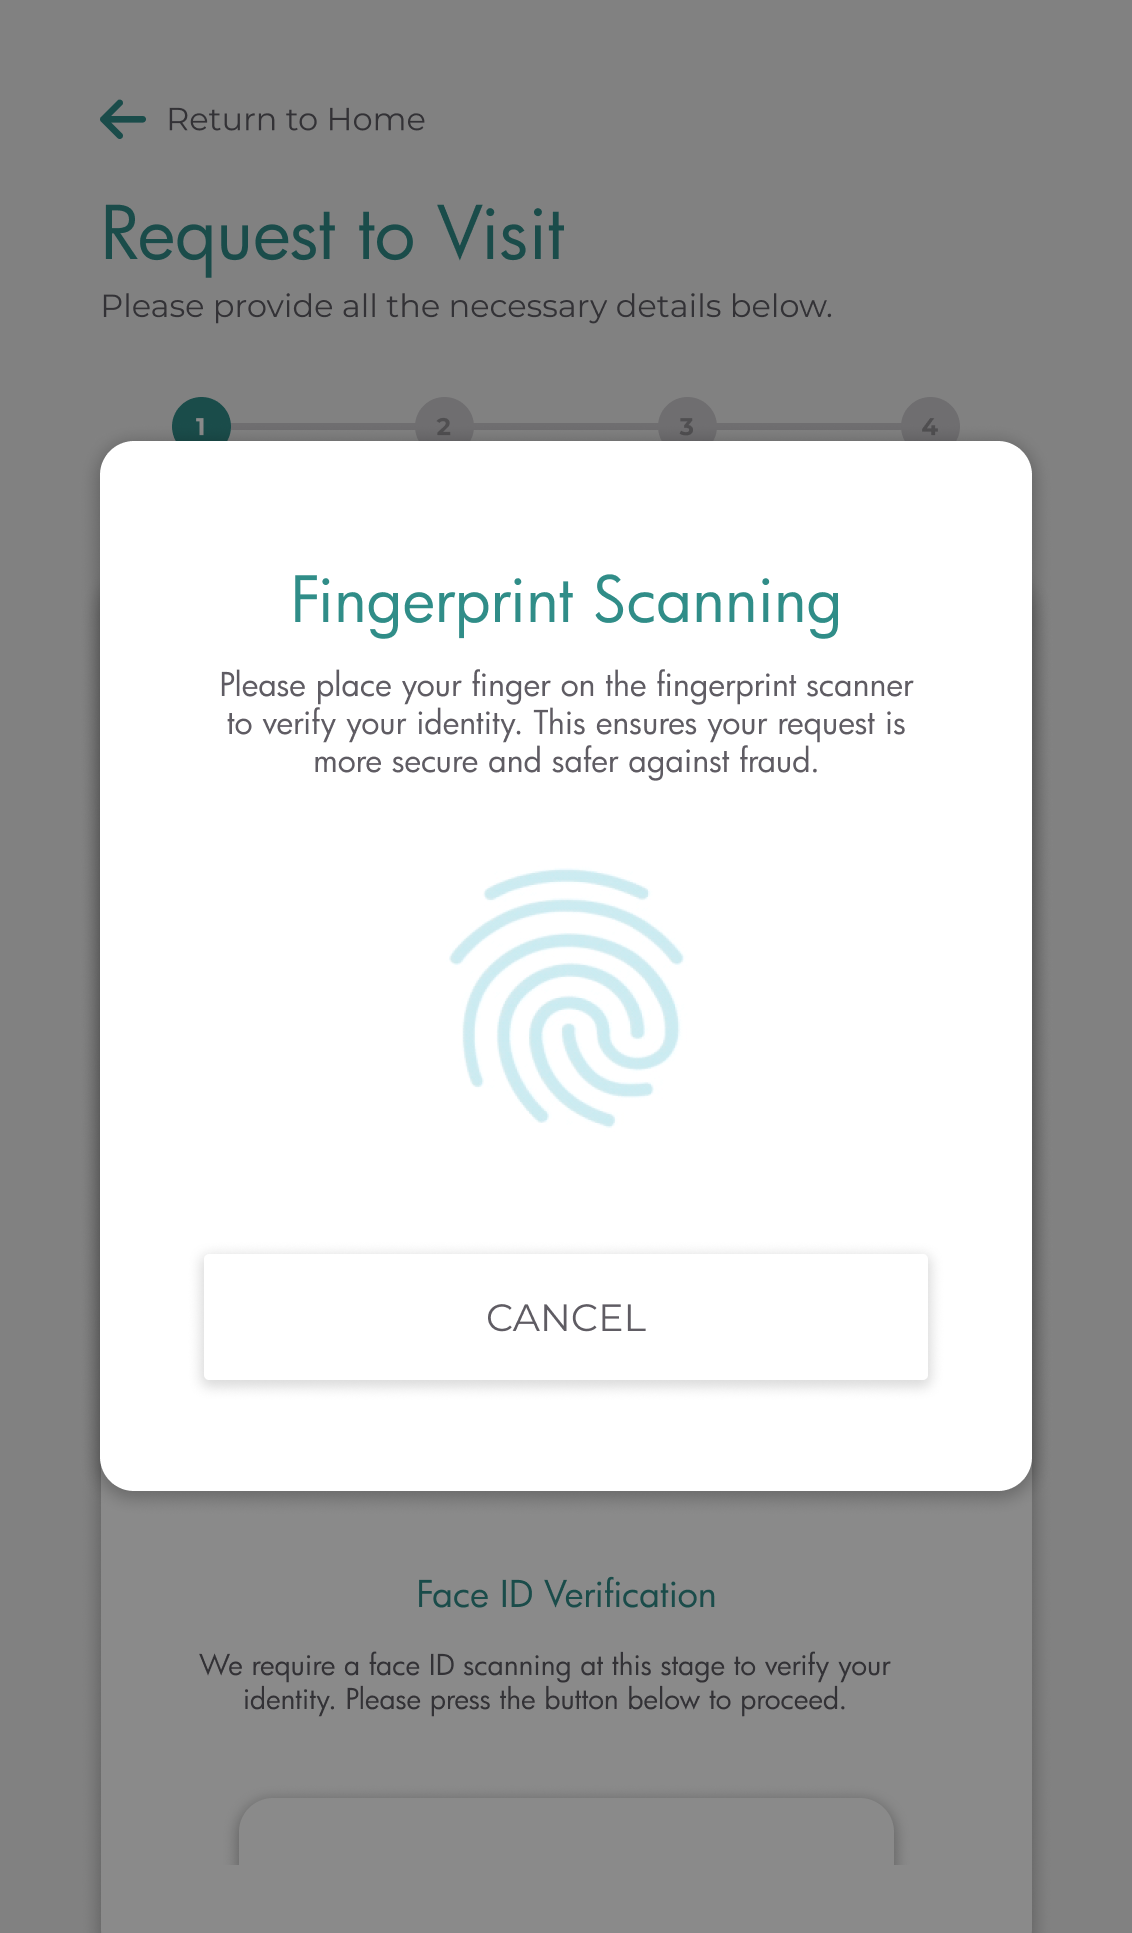 Return to Home
Request to Visit
Please provide all the necessary details below.
1 2 3 4
Fingerprint Scanning
Please place your finger on the fingerprint scanner
to verify your identity. This ensures your request is
more secure and safer against fraud.
CANCEL
Face ID Verification
We require a face ID scanning at this stage to verify your
identity. Please press the button below to proceed.